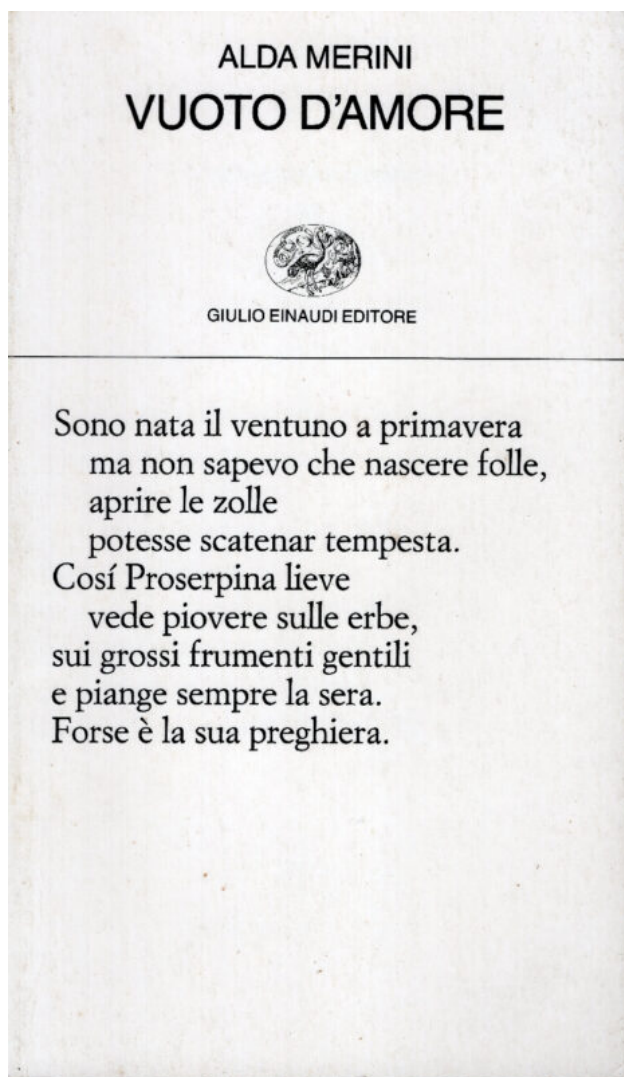 ALDA MERINI
VUOTO D'AMORE
GIULIO EINAUDI EDITORE
Sono nata il ventuno a primavera
ma non sapevo che nascere folle,
aprire le zolle
potesse scatenar tempesta.
Cosí Proserpina lieve
vede piovere sulle erbe,
sui grossi frumenti gentili
e piange sempre la sera.
Forse è la sua preghiera.